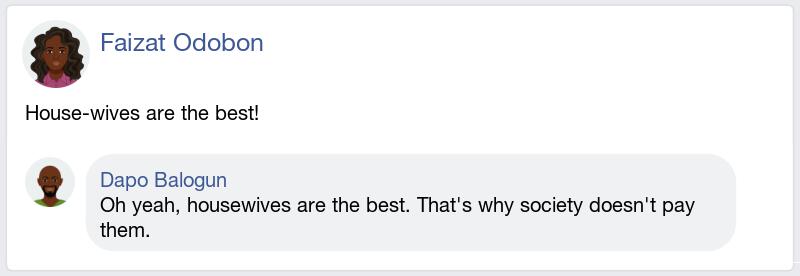 Faizat Odobon
House-wives are the best!
Dapo Balogun
Oh yeah, housewives are the best. That's why society doesn't pay
them.